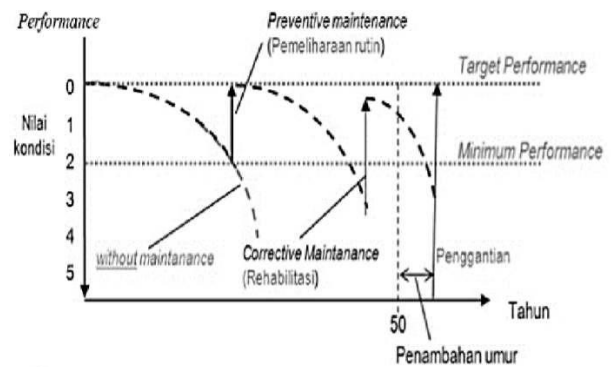 Performance
Preventive maintenance
(Pemeliharaan rutin)
Target Performance
0
Nilai
kondisi
1
2
3
4
5
Minimum Performance
without maintanance
Corrective Maintanance
(Rehabilitasi)
Penggantian
50
Tahun
Penambahan umur